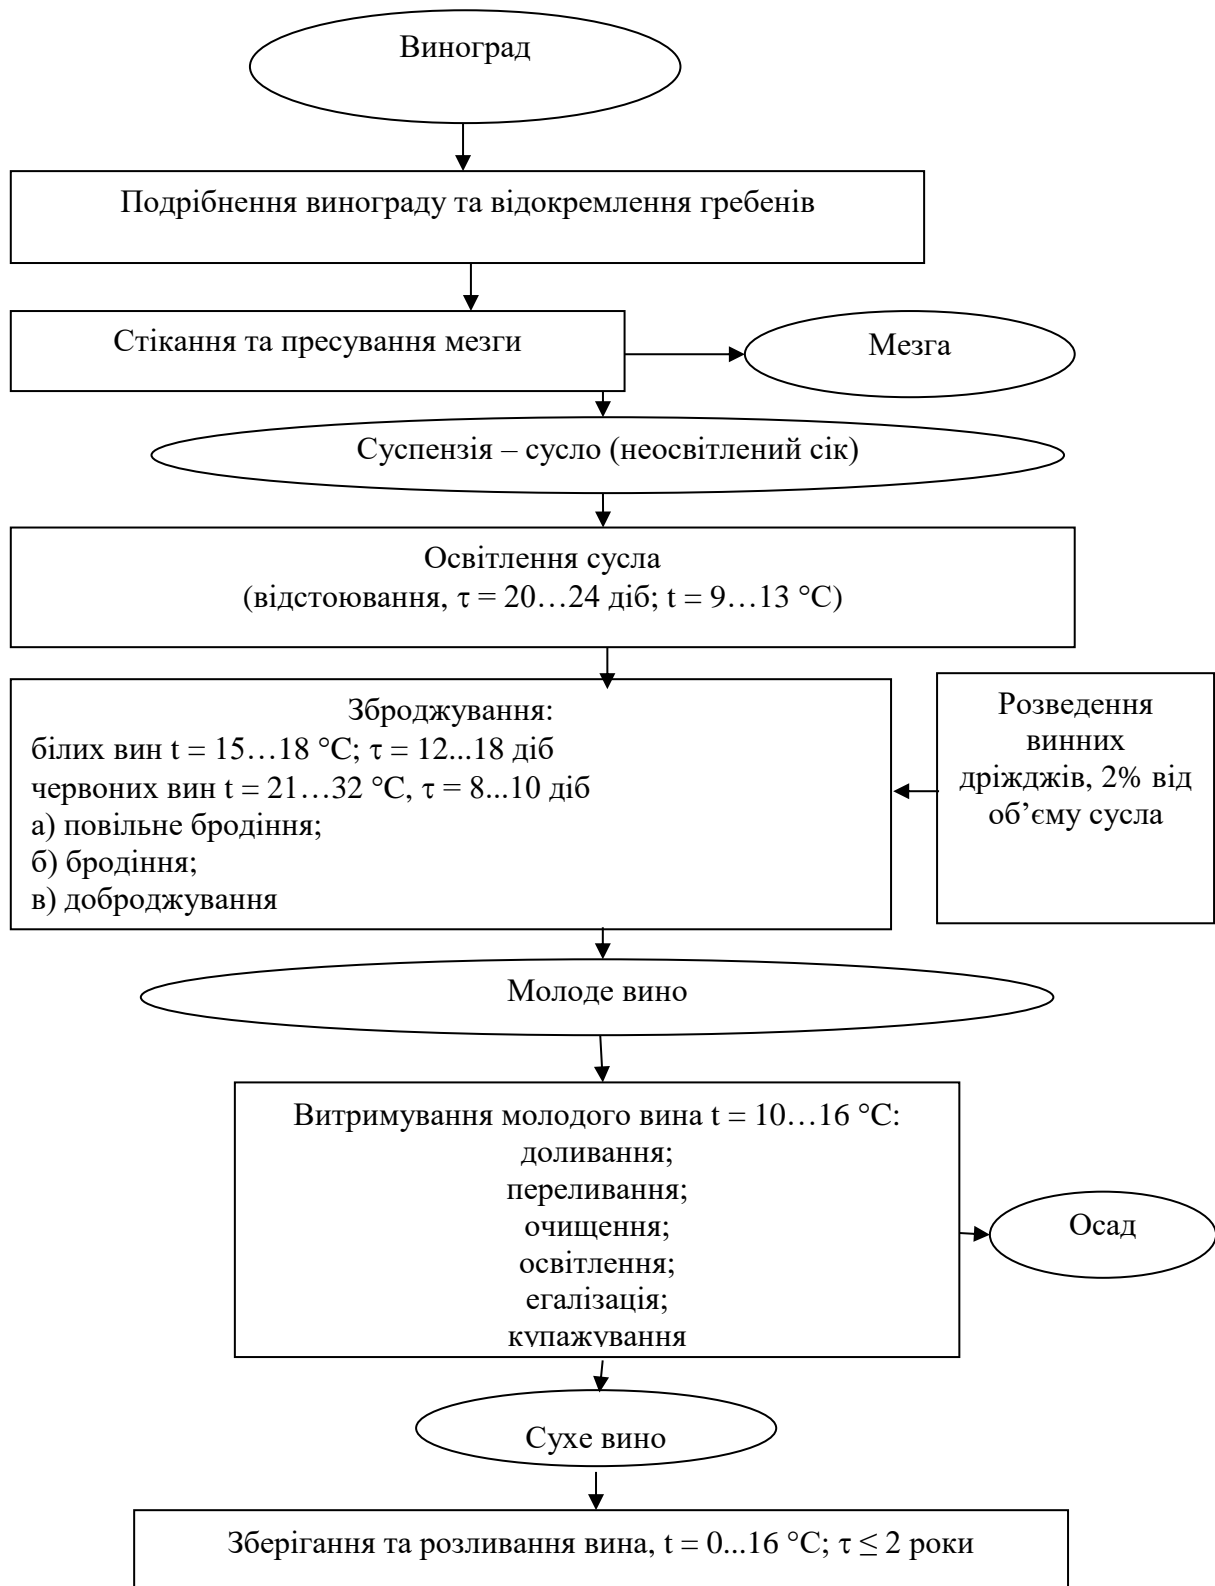 Виноград
Подрібнення винограду та відокремлення гребенів
Стікання та пресування мезги
Мезга
Суспензія – сусло (неосвітлений сік)
Освітлення сусла
(відстоювання, τ = 20…24 діб; t = 9…13 °С)
Зброджування:
білих вин t = 15…18 °С; τ = 12...18 діб
червоних вин t = 21…32 °С, τ = 8...10 діб
а) повільне бродіння;
б) бродіння;
в) доброджування
Розведення
винних
дріжджів, 2% від
об’єму сусла
Молоде вино
Витримування молодого вина t = 10…16 °С:
доливання;
переливання;
очищення;
освітлення;
егалізація;
купажування
Осад
Сухе вино
Зберігання та розливання вина, t = 0...16 °С; τ ≤ 2 роки